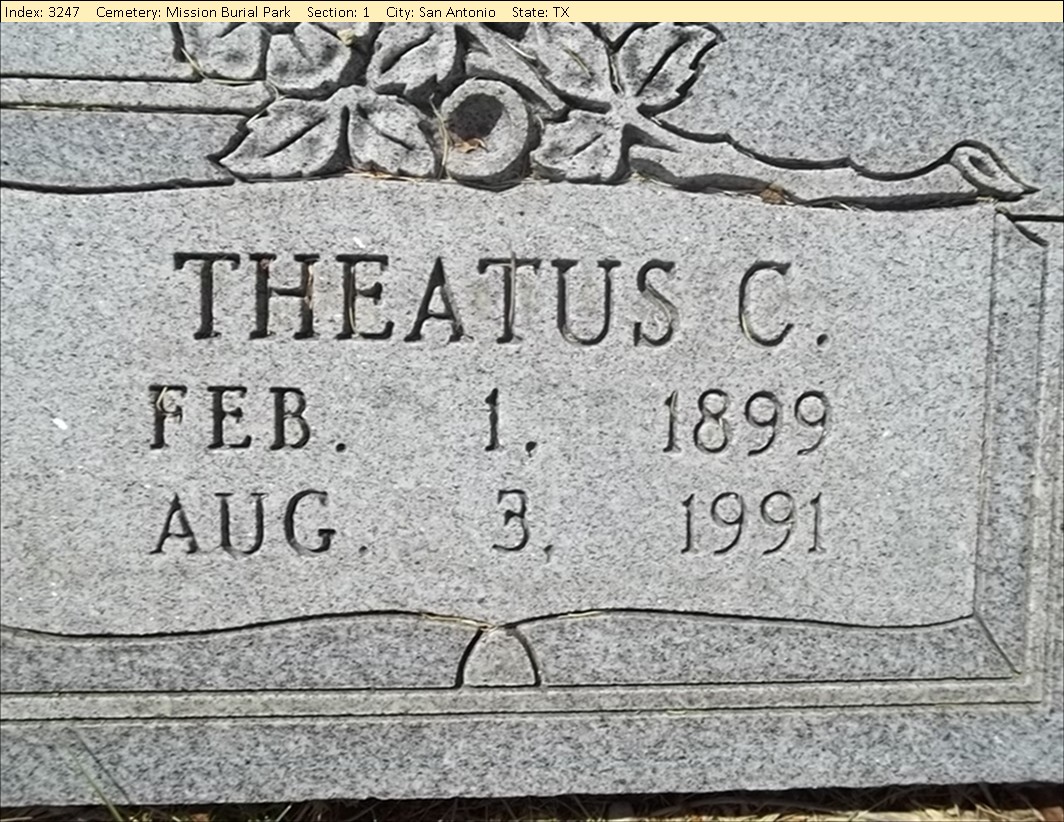 Index: 3247 Cemetery: Mission Burial Park Section: 1 City: San Antonio State: TX
THEATUS C.
FEB. 1, 1899
AUG. 3, 1991